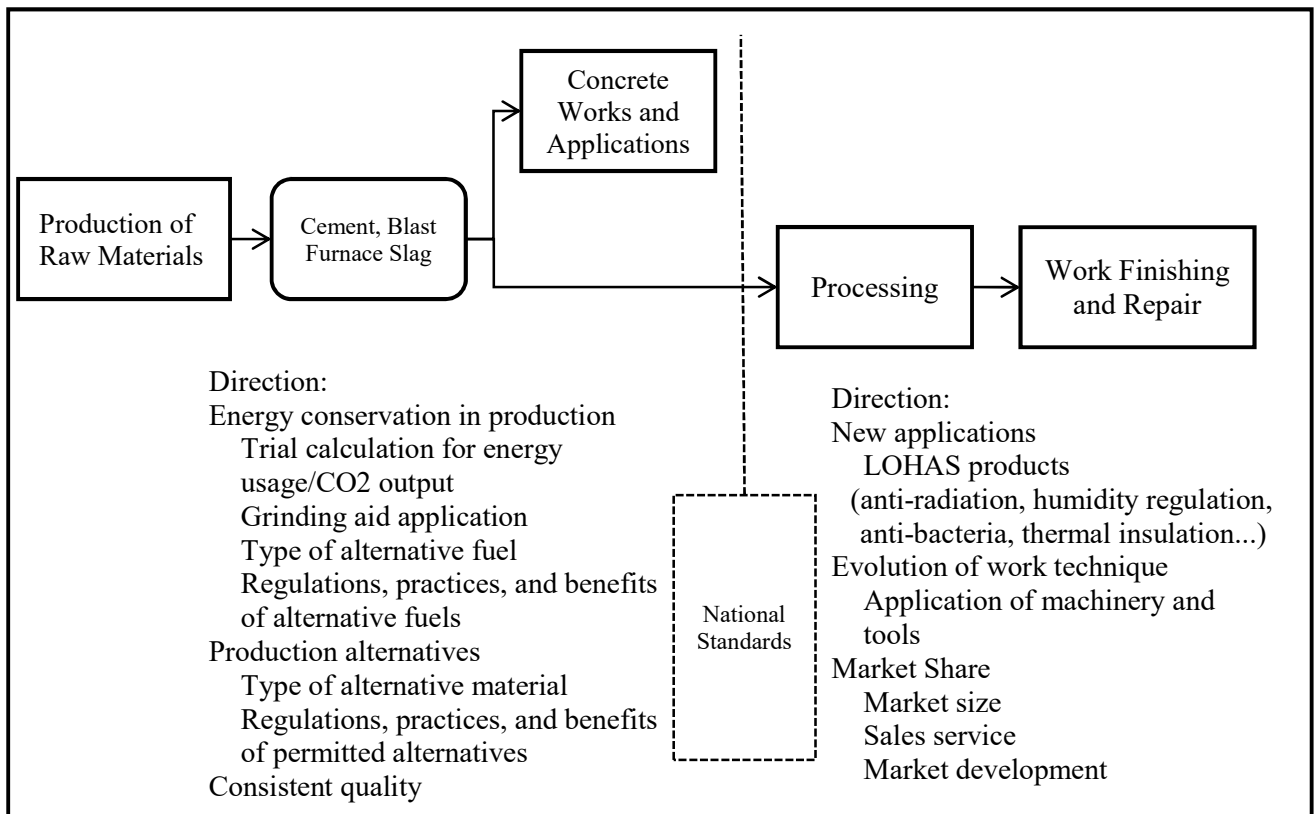 Concrete
Works and
Applications
Production of
Raw Materials
Cement, Blast
Furnace Slag
Processing
Work Finishing
and Repair
Direction:
Energy conservation in production
Trial calculation for energy
usage/CO2 output
Grinding aid application
Type of alternative fuel
Regulations, practices, and benefits
of alternative fuels
Production alternatives
Type of alternative material
Regulations, practices, and benefits
of permitted alternatives
Consistent quality
National
Standards
Direction:
New applications
LOHAS products
(anti-radiation, humidity regulation,
anti-bacteria, thermal insulation...)
Evolution of work technique
Application of machinery and
tools
Market Share
Market size
Sales service
Market development